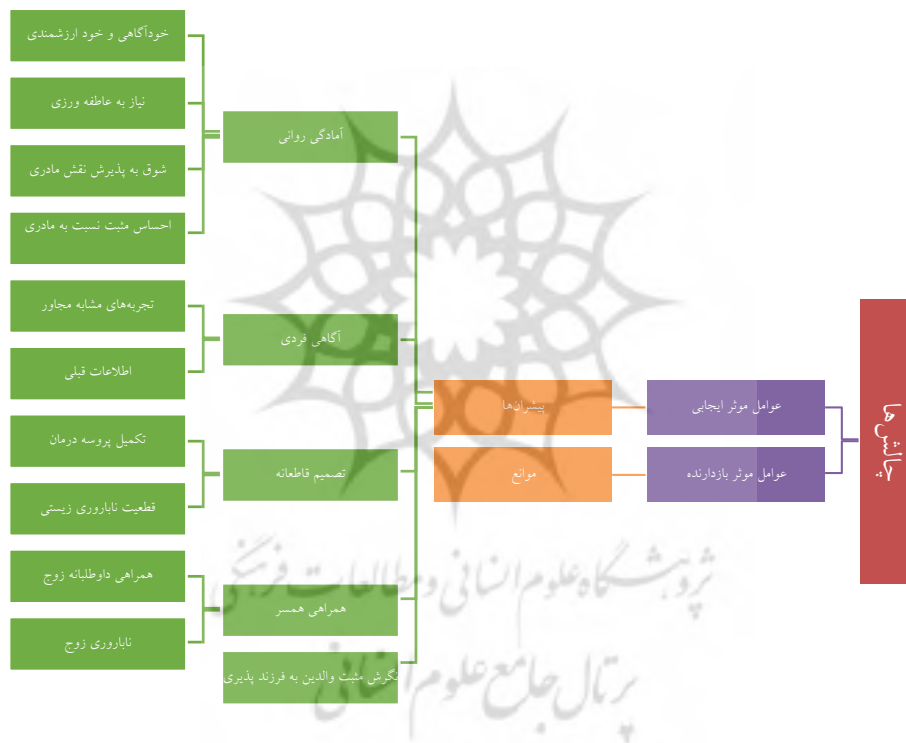 چالش‌ها
عوامل موثر ایجابی
عوامل موثر بازدارنده
پیشران‌ها
موانع
آمادگی روانی
خودآگاهی و خود ارزشمندی
نیاز به عاطفه ورزی
شوق به پذیرش نقش مادری
احساس مثبت نسبت به مادری
آگاهی فردی
تجربه‌های مشابه مجاور
اطلاعات قبلی
تصمیم قاطعانه
تکمیل پروسه درمان
قطعیت ناباروری زیستی
همراهی همسر
همراهی داوطلبانه زوج
ناباروری زوج
نگرش مثبت والدین به فرزند پذیری
پژوهشگاه علوم انسانی و مطالعات فرهنگی
پرتال جامع علوم انسانی